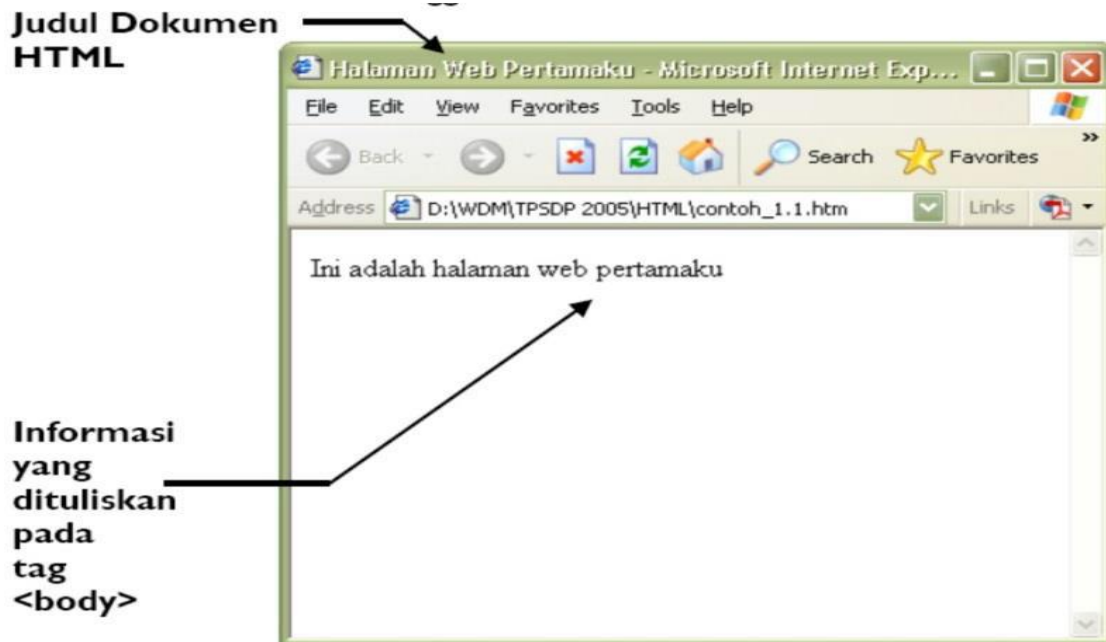 Judul Dokumen
HTML
Halaman Web Pertamaku - Microsoft Internet Exp...
File Edit View Favorites Tools Help
Back Search Favorites »
Address D:\WDM\TPSDP 2005\HTML\contoh_1.1.htm Links
Ini adalah halaman web pertamaku
Informasi
yang
dituliskan
pada
tag
<body>